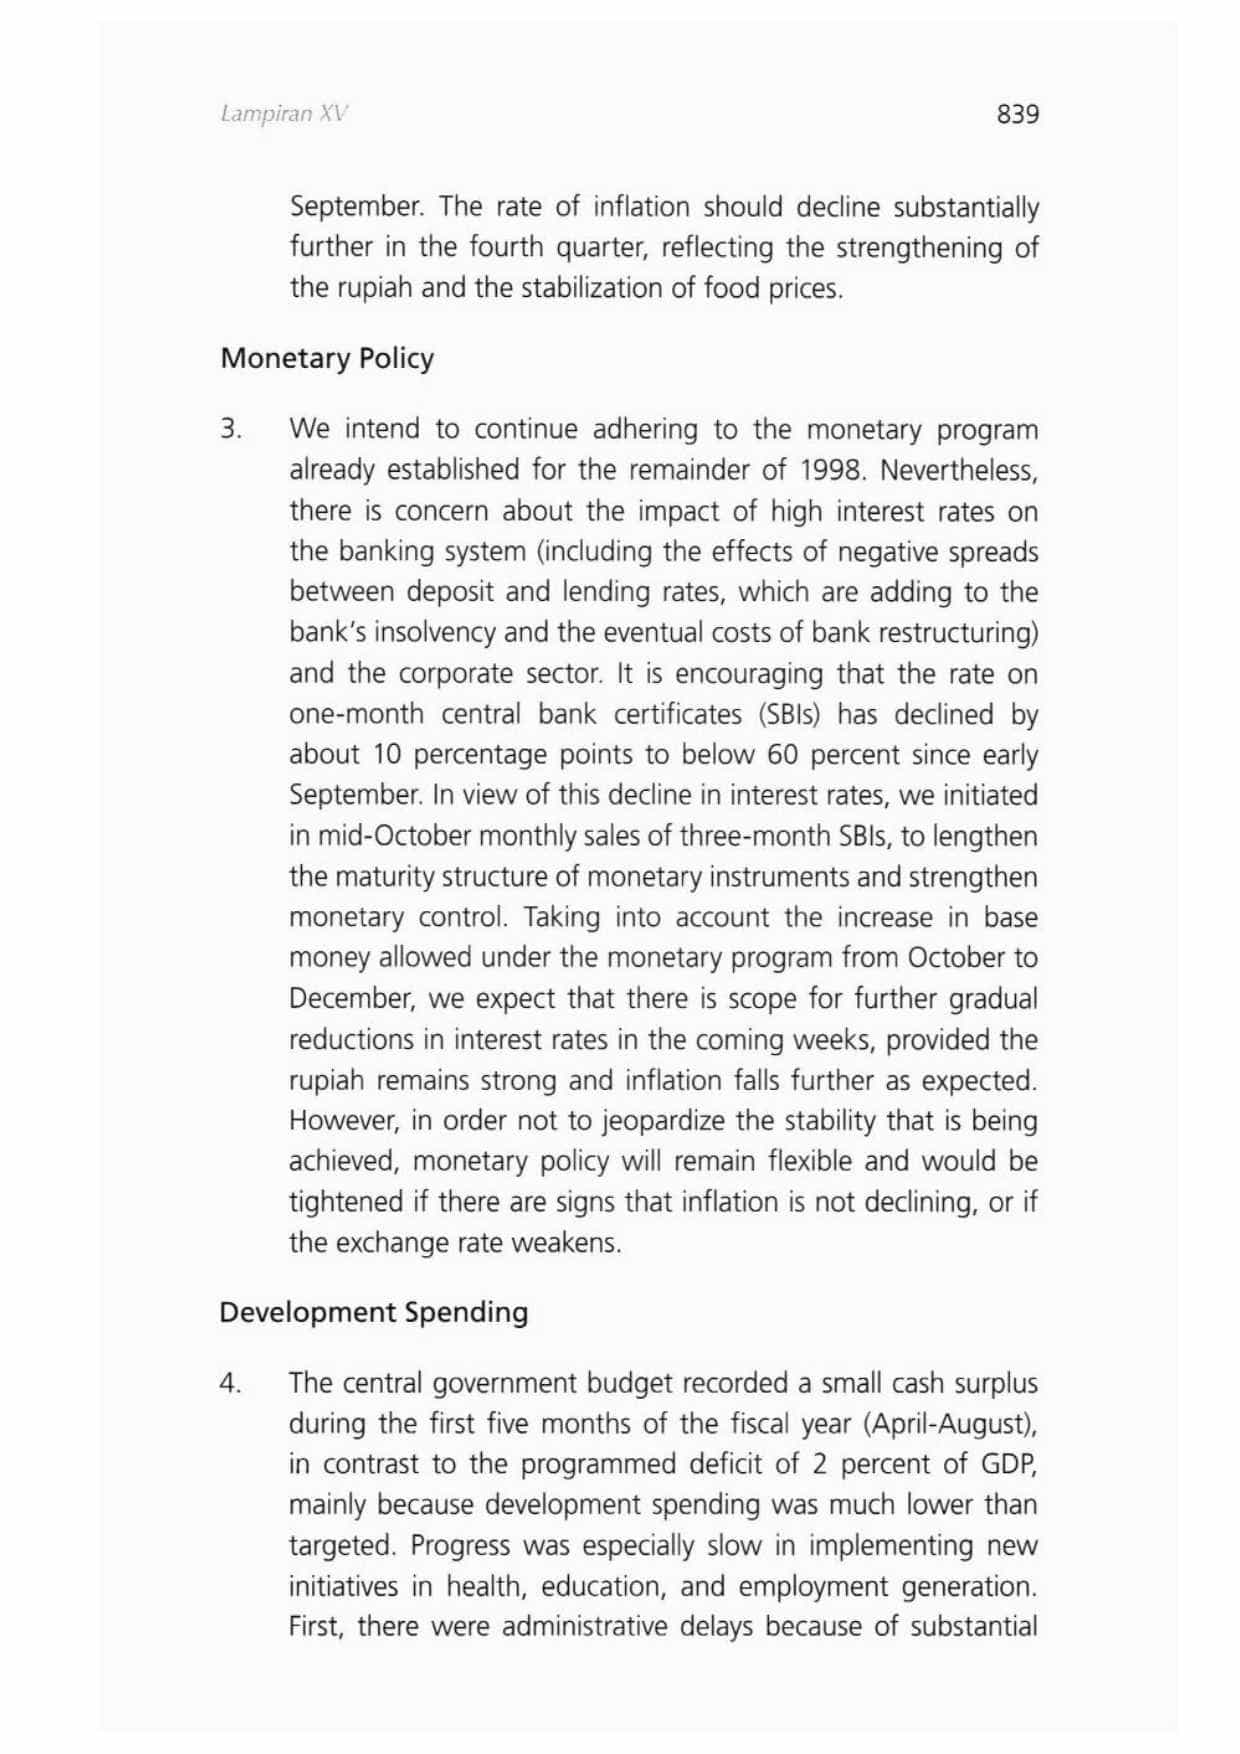 Lampiran XV 839
September. The rate of inflation should decline substantially
further in the fourth quarter, reflecting the strengthening of
the rupiah and the stabilization of food prices.
Monetary Policy
3. We intend to continue adhering to the monetary program
already established for the remainder of 1998. Nevertheless,
there is concern about the impact of high interest rates on
the banking system (including the effects of negative spreads
between deposit and lending rates, which are adding to the
bank's insolvency and the eventual costs of bank restructuring)
and the corporate sector. It is encouraging that the rate on
one-month central bank certificates (SBIs) has declined by
about 10 percentage points to below 60 percent since early
September. In view of this decline in interest rates, we initiated
in mid-October monthly sales of three-month SBIs, to lengthen
the maturity structure of monetary instruments and strengthen
monetary control. Taking into account the increase in base
money allowed under the monetary program from October to
December, we expect that there is scope for further gradual
reductions in interest rates in the coming weeks, provided the
rupiah remains strong and inflation falls further as expected.
However, in order not to jeopardize the stability that is being
achieved, monetary policy will remain flexible and would be
tightened if there are signs that inflation is not declining, or if
the exchange rate weakens.
Development Spending
4. The central government budget recorded a small cash surplus
during the first five months of the fiscal year (April-August),
in contrast to the programmed deficit of 2 percent of GDP,
mainly because development spending was much lower than
targeted. Progress was especially slow in implementing new
initiatives in health, education, and employment generation.
First, there were administrative delays because of substantial